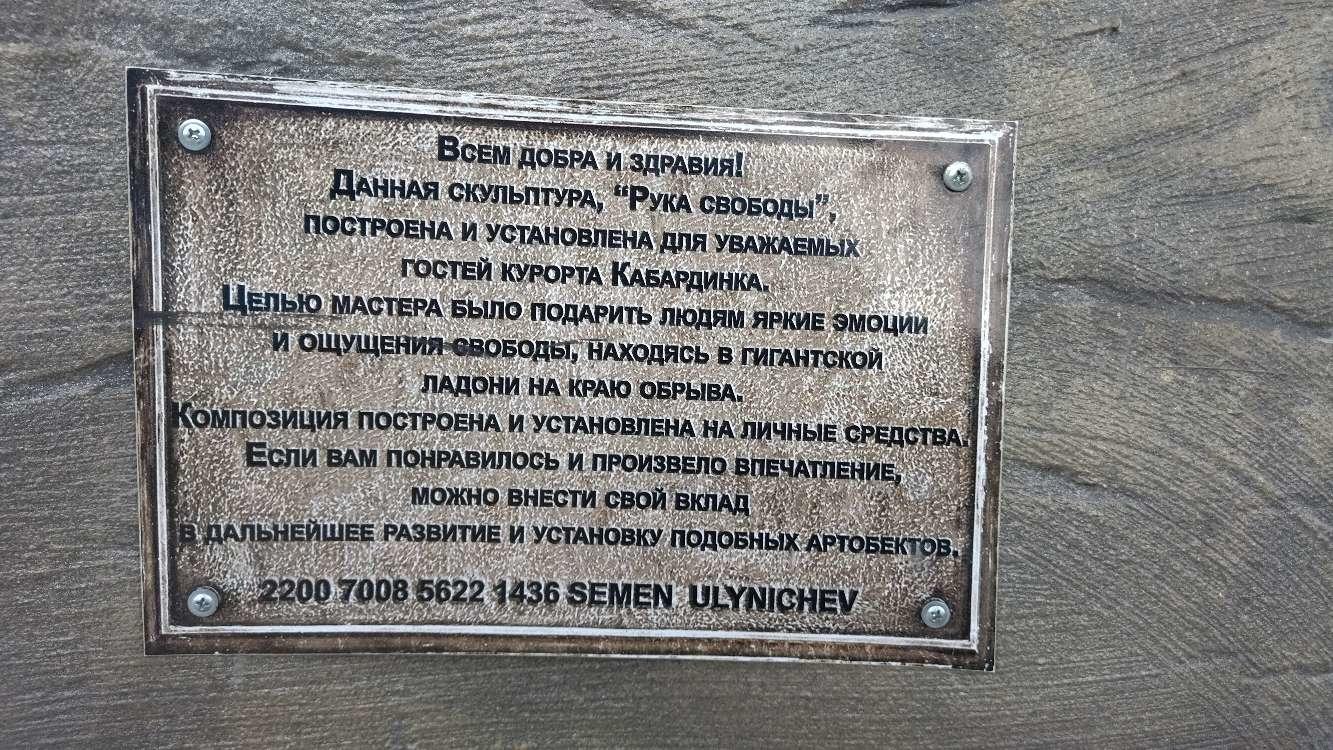 Всем добра и здравия!
Данная скульптура, “Рука свободы”,
построена и установлена для уважаемых
гостей курорта Кабардинка.
Целью мастера было подарить людям яркие эмоции
и ощущения свободы, находясь в гигантской
ладони на краю обрыва.
Композиция построена и установлена на личные средства.
Если вам понравилось и произвело впечатление,
можно внести свой вклад
в дальнейшее развитие и установку подобных артобектов.
2200 7008 5622 1436 SEMEN ULYNICHEV